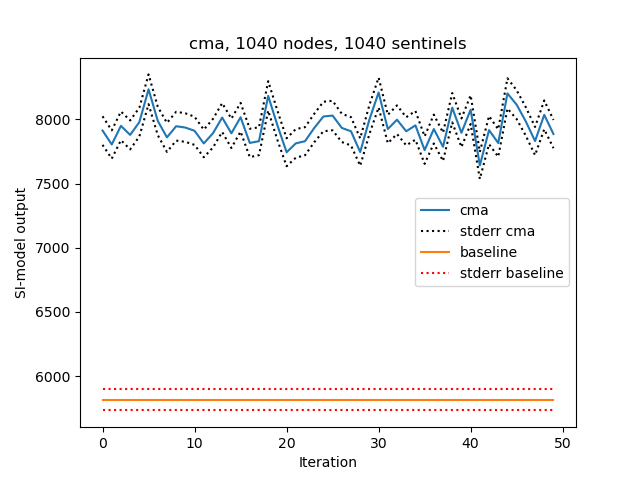 cma, 1040 nodes, 1040 sentinels
8000
7500
7000
6500
6000
SI-model output
cma
stderr cma
baseline
stderr baseline
0 10 20 30 40 50
Iteration